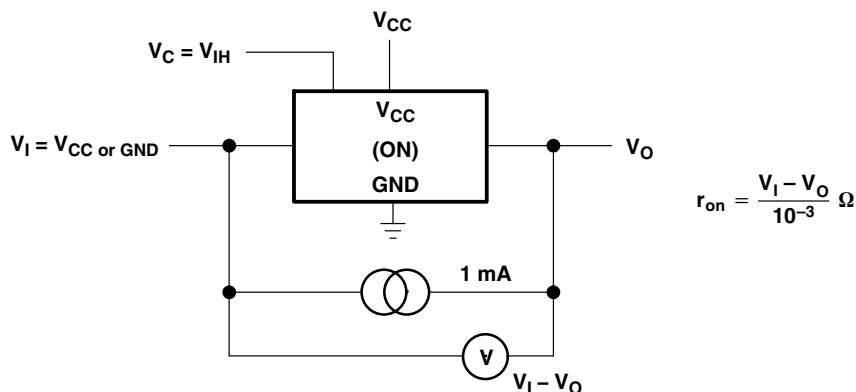 VCC
VC = VIH
VCC
VI = VCC or GND
(ON)
VO
GND
ron = VI – VO / 10–3 Ω
1 mA
V
VI – VO